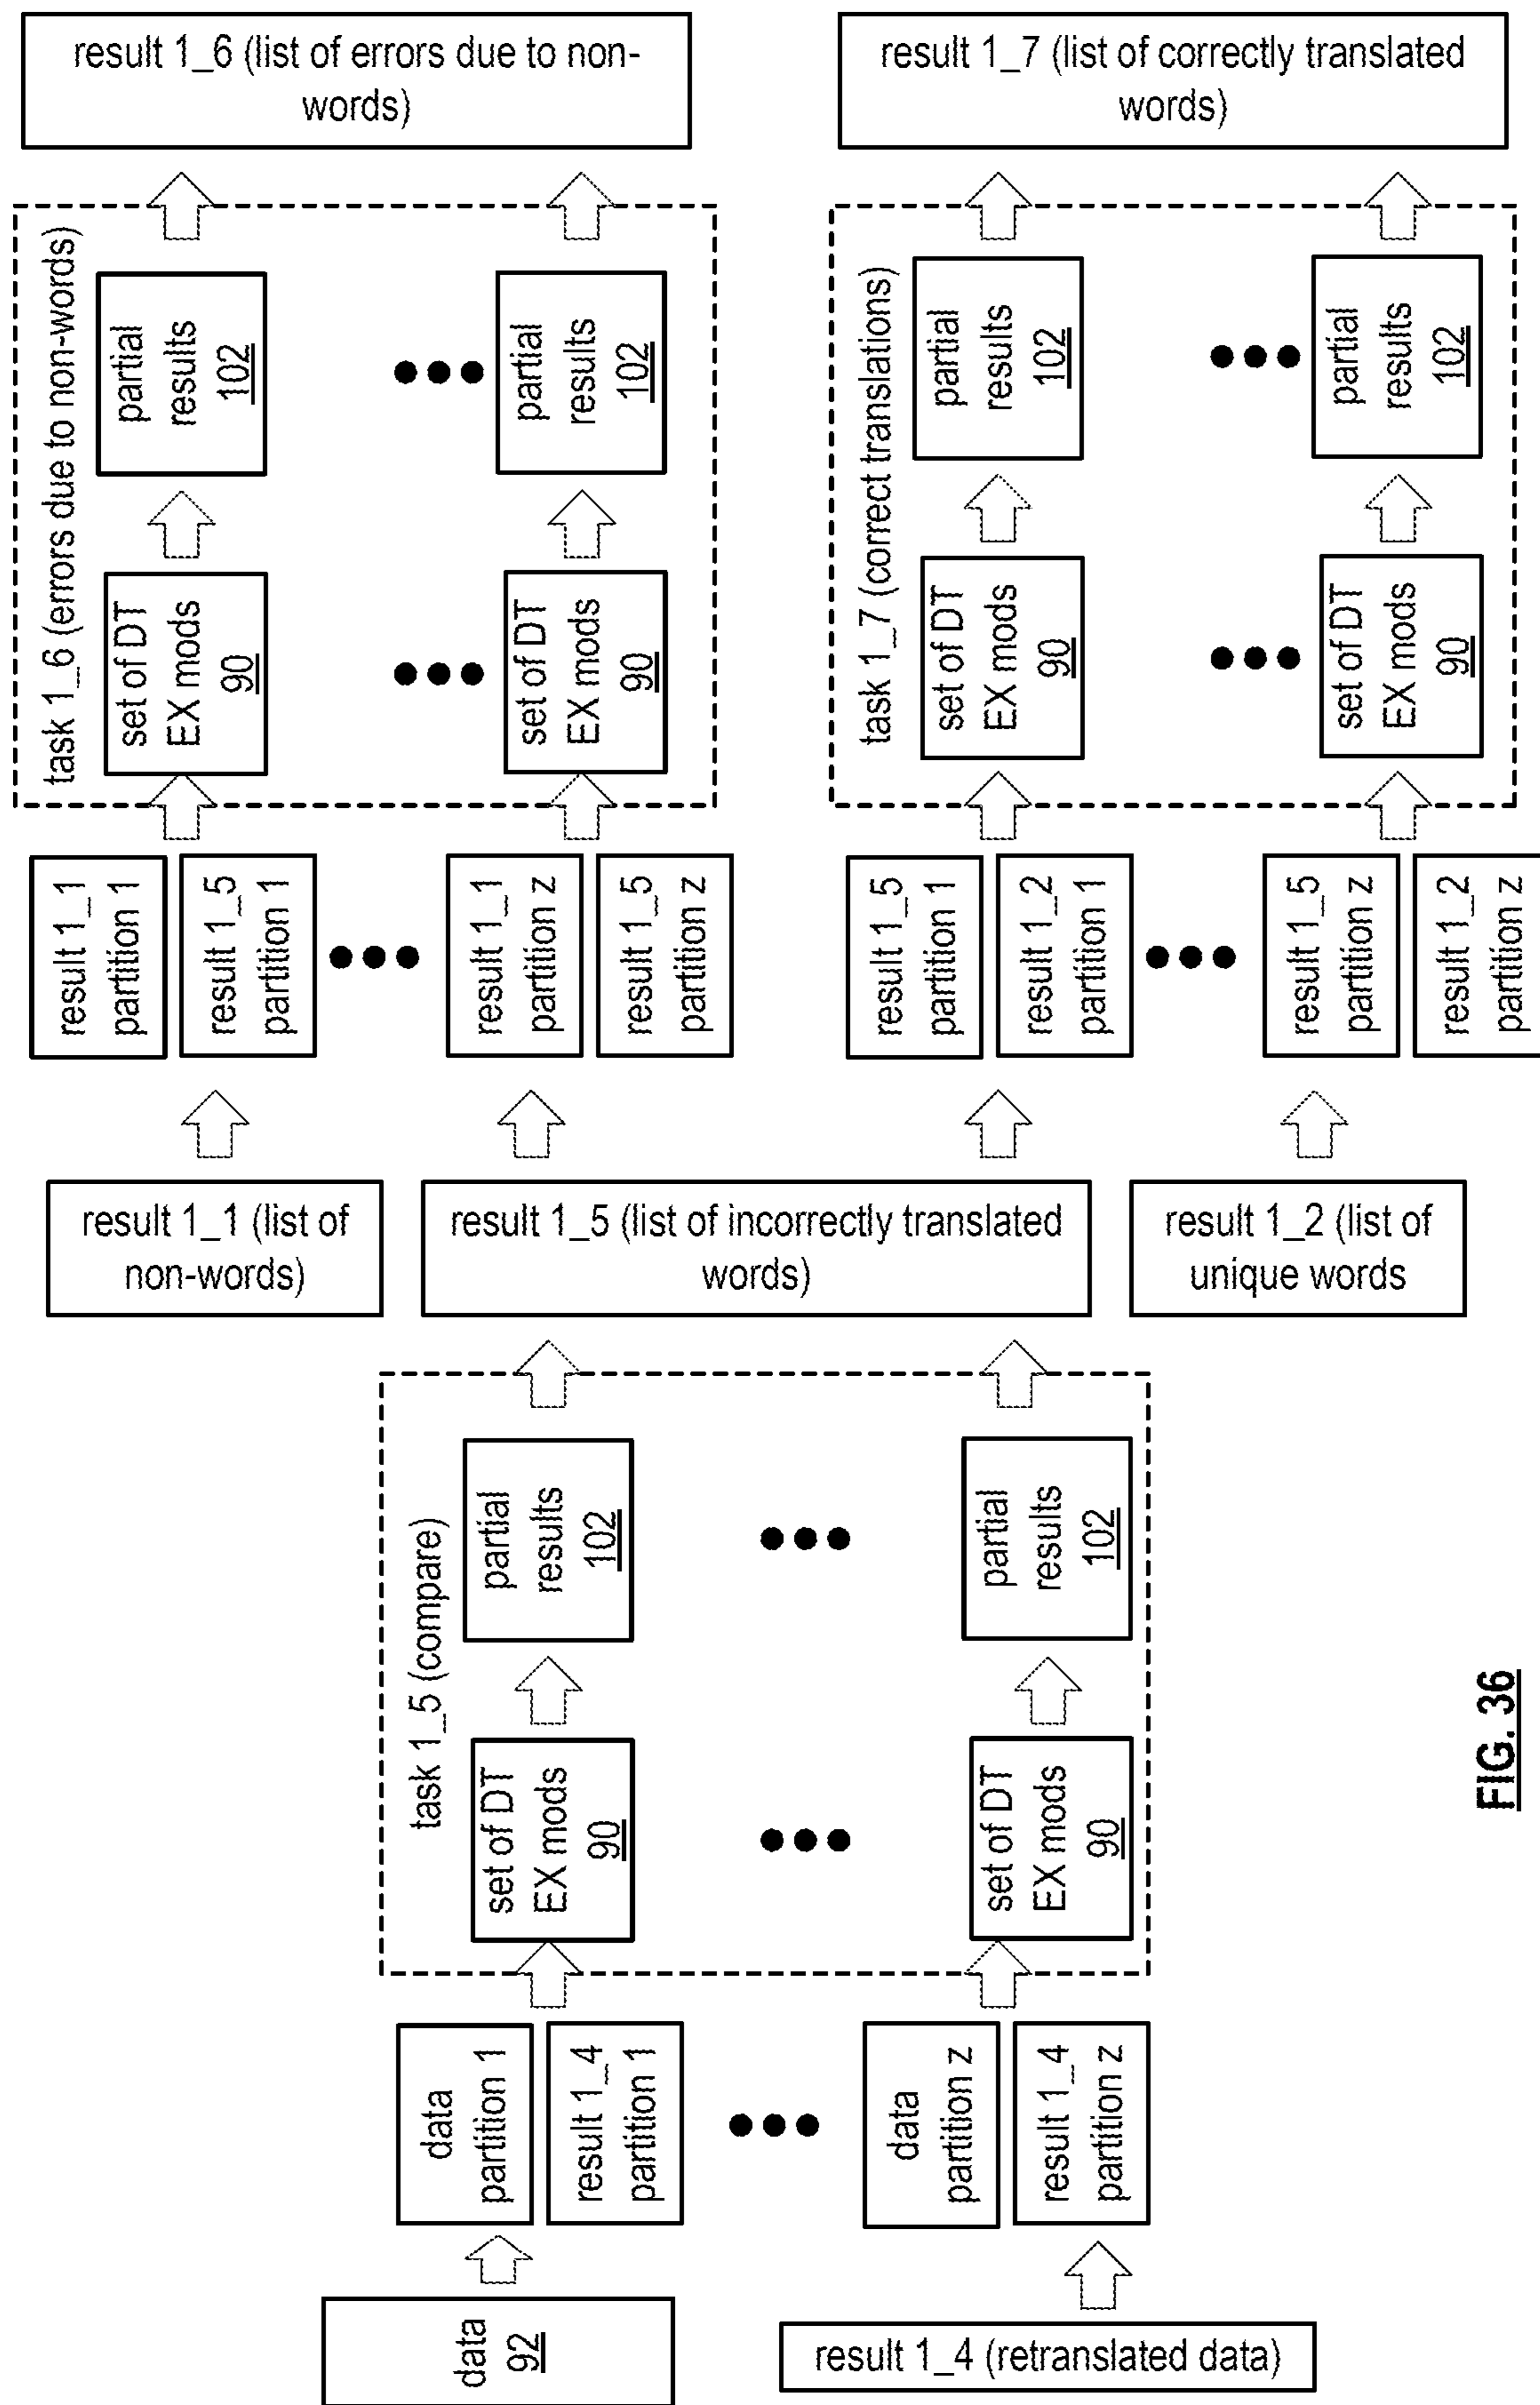 data
92
result 1_4 (retranslated data)
data
partition 1
result 1_4
partition 1
data
partition z
result 1_4
partition z
task 1_5 (compare)
set of DT
EX mods
90
partial
results
102
set of DT
EX mods
90
partial
results
102
result 1_1 (list of
non-words)
result 1_5 (list of incorrectly translated
words)
result 1_2 (list of
unique words
result 1_1
partition 1
result 1_5
partition 1
result 1_1
partition z
result 1_5
partition z
result 1_5
partition 1
result 1_2
partition 1
result 1_5
partition z
result 1_2
partition z
task 1_6 (errors due to non-words)
set of DT
EX mods
90
partial
results
102
set of DT
EX mods
90
partial
results
102
task 1_7 (correct translations)
set of DT
EX mods
90
partial
results
102
set of DT
EX mods
90
partial
results
102
result 1_6 (list of errors due to non-
words)
result 1_7 (list of correctly translated
words)
FIG. 36